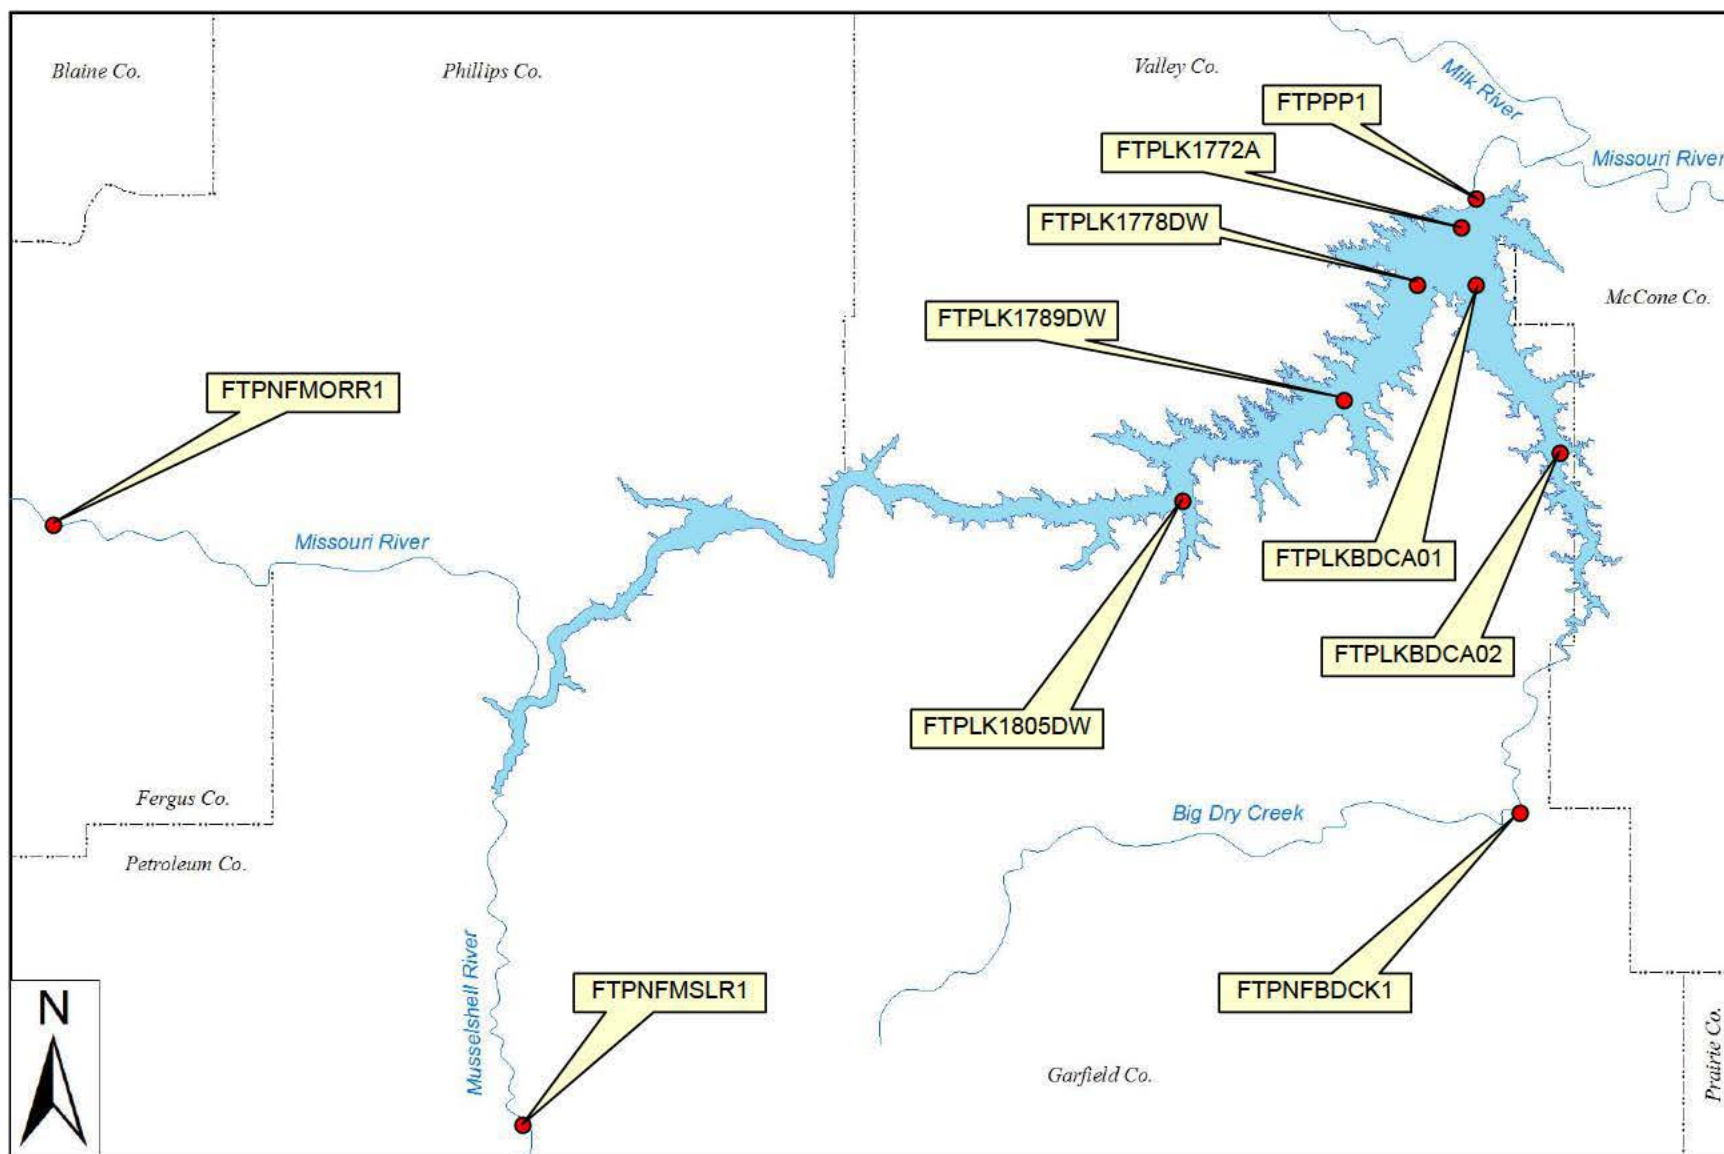 Blaine Co.
Phillips Co.
Valley Co.
Milk River
FTPPP1
FTPLK1772A
Missouri River
FTPLK1778DW
McCone Co.
FTPLK1789DW
FTPNFMORR1
Missouri River
FTPLKBDCA01
FTPLKBDCA02
FTPLK1805DW
Fergus Co.
Big Dry Creek
Petroleum Co.
Musselshell River
FTPNFMSLR1
FTPNFBDCK1
N
Garfield Co.
Prairie Co.